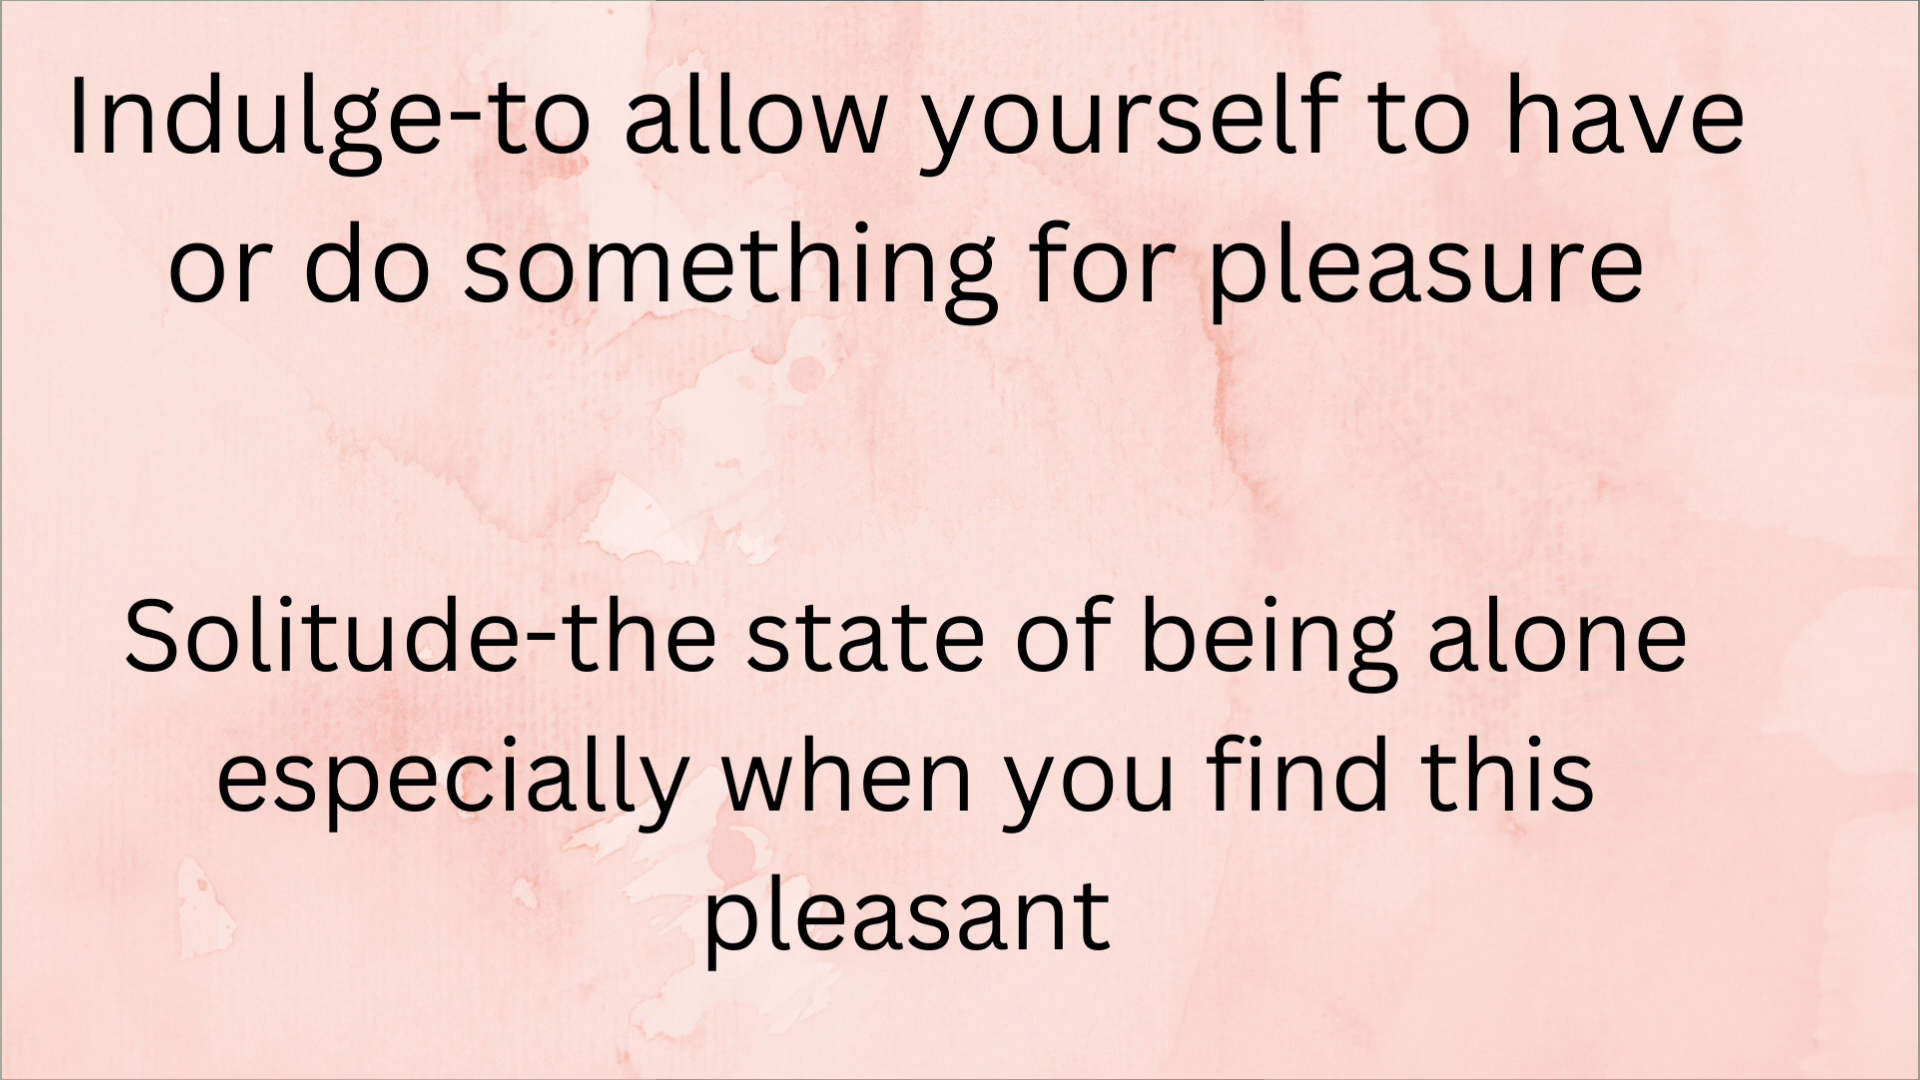 Indulge-to allow yourself to have
or do something for pleasure
Solitude-the state of being alone
especially when you find this
pleasant